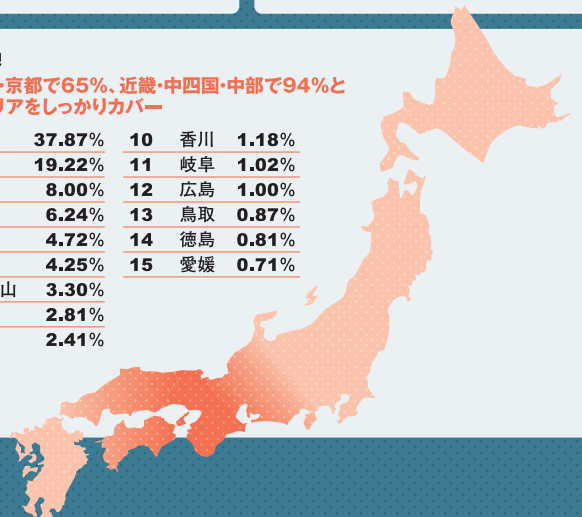 ・京都で65%、近畿・中四国・中部で94%と
リアをしっかりカバー
37.87%
19.22%
8.00%
6.24%
4.72%
4.25%
山 3.30%
2.81%
2.41%
10 香川 1.18%
11 岐阜 1.02%
12 広島 1.00%
13 鳥取 0.87%
14 徳島 0.81%
15 愛媛 0.71%